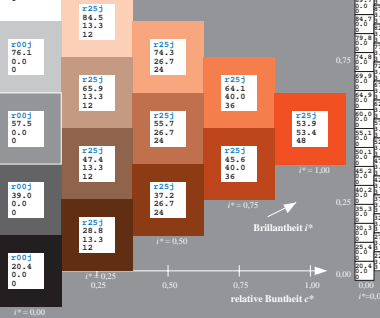 r25j
84.5
13.3
12
r00j
76.1
0.0
0
r25j
74.3
26.7
24
r25j
65.9
13.3
12
r25j
64.1
40.0
36
0,75
r00j
57.5
0.0
0
r25j
55.7
26.7
24
r25j
53.9
53.4
48
r25j
47.4
13.3
12
r25j
45.6
40.0
36
i* = 1,00
r00j
39.0
0.0
0
r25j
37.2
26.7
24
i* = 0,75
0,25
r25j
28.8
13.3
12
Brillantheit i*
i* = 0,50
r00j
20.4
0.0
0
i* = 0,25
0,00
0,25
0,50
0,75
1,00
0,00
relative Buntheit c*
i* = 0,00